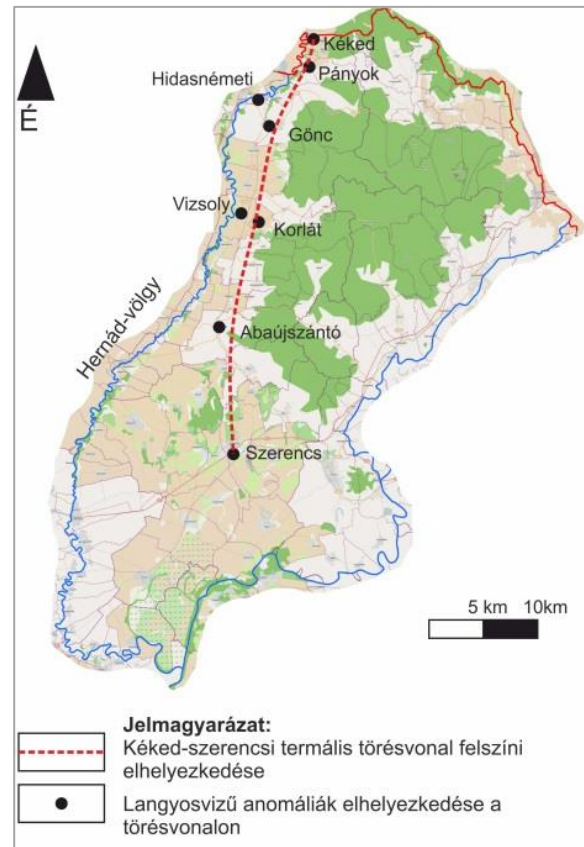 Kéked
Pányok
Hidasnémeti
É
Gönc
Vizsoly
Korlát
Hernád-völgy
Abaújszántó
Szerencs
5 km 10km
Jelmagyarázat:
Kéked-szerencsi termális törésvonal felszíni
elhelyezkedése
Langyosvizű anomáliák elhelyezkedése a
törésvonalon